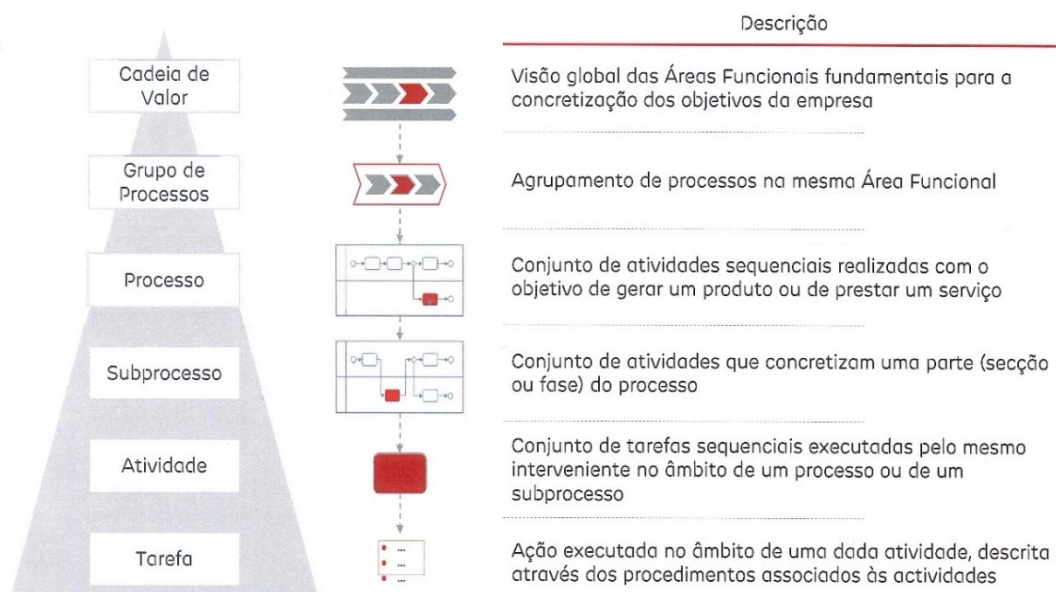 Descrição
Cadeia de
Valor
Visão global das Áreas Funcionais fundamentais para a
concretização dos objetivos da empresa
Grupo de
Processos
Agrupamento de processos na mesma Área Funcional
Processo
Conjunto de atividades sequenciais realizadas com o
objetivo de gerar um produto ou de prestar um serviço
Subprocesso
Conjunto de atividades que concretizam uma parte (secção
ou fase) do processo
Atividade
Conjunto de tarefas sequenciais executadas pelo mesmo
interveniente no âmbito de um processo ou de um
subprocesso
Tarefa
...
...
...
Ação executada no âmbito de uma dada atividade, descrita
através dos procedimentos associados às actividades